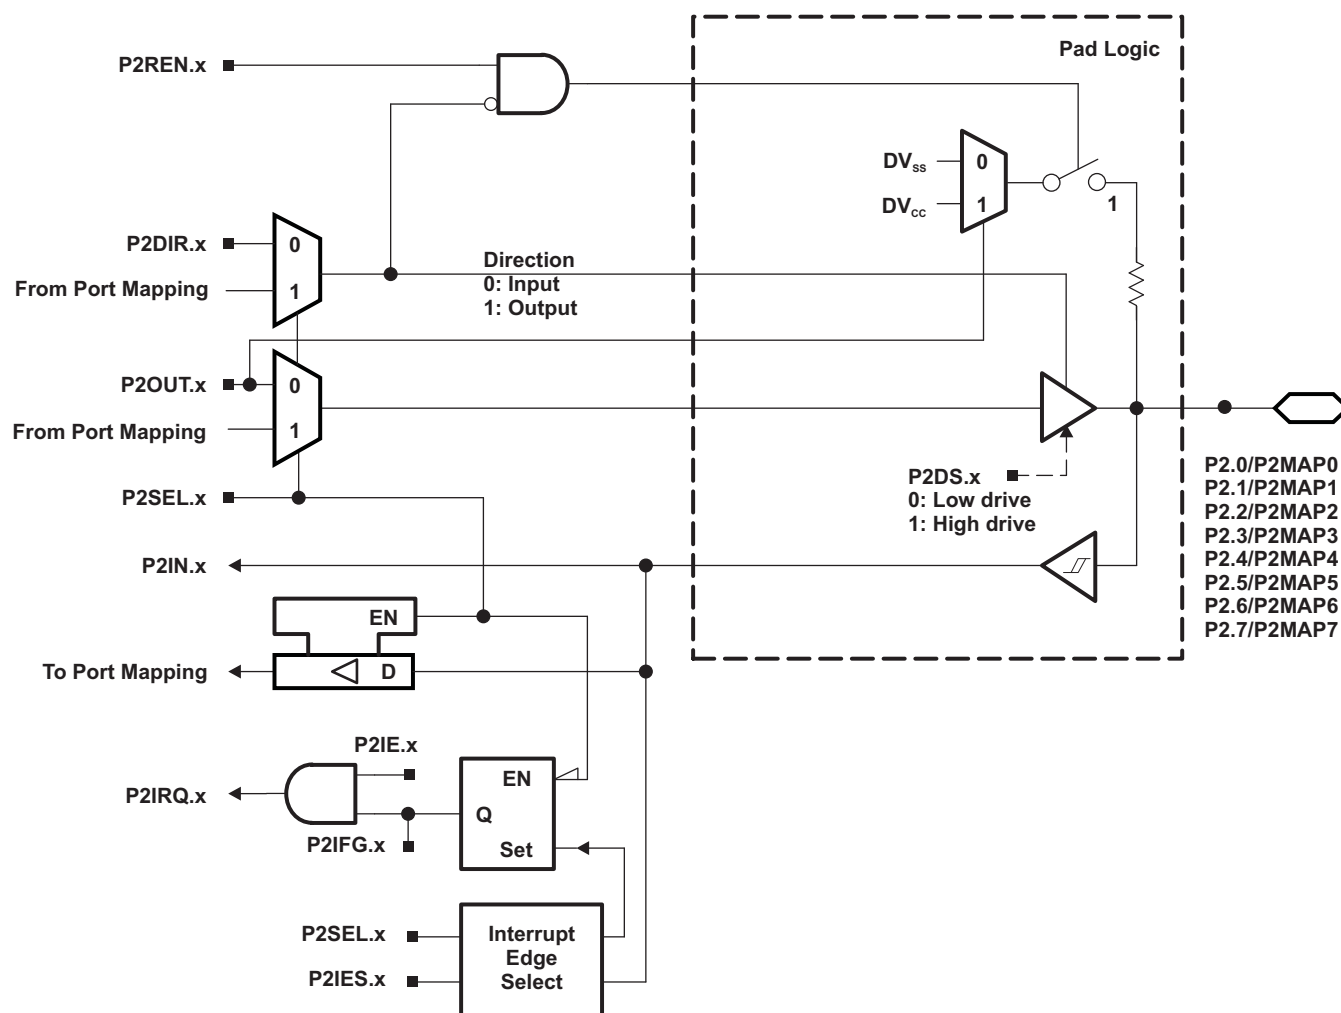 Pad Logic
P2REN.x
DVSS
0
DVCC
1
1
P2DIR.x
0
From Port Mapping
1
Direction
0: Input
1: Output
P2OUT.x
0
From Port Mapping
1
P2SEL.x
P2DS.x
0: Low drive
1: High drive
P2.0/P2MAP0
P2.1/P2MAP1
P2.2/P2MAP2
P2.3/P2MAP3
P2.4/P2MAP4
P2.5/P2MAP5
P2.6/P2MAP6
P2.7/P2MAP7
P2IN.x
EN
To Port Mapping
D
P2IE.x
P2IRQ.x
EN
Q
P2IFG.x
Set
P2SEL.x
P2IES.x
Interrupt
Edge
Select